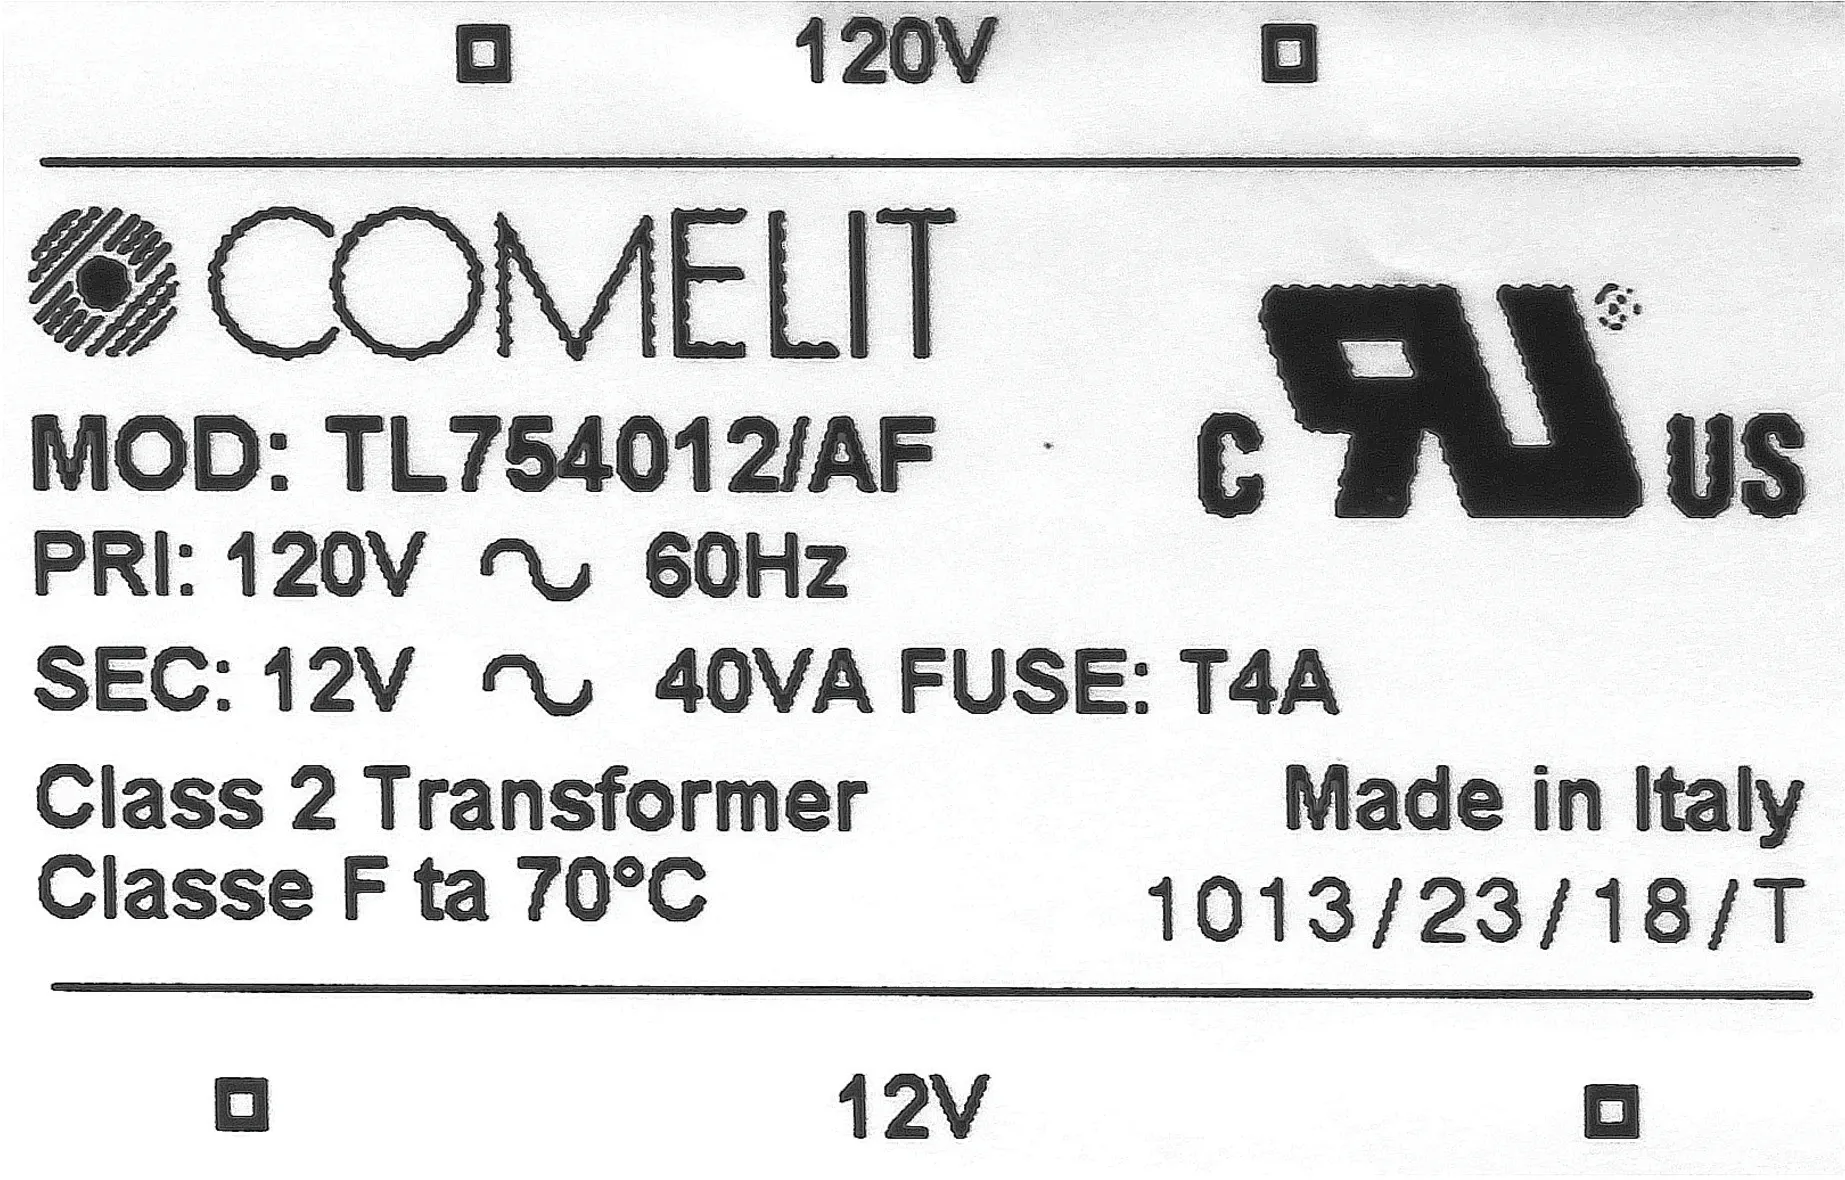 120V
COMELIT
MOD: TL754012/AF
c RU US
PRI: 120V ~ 60Hz
SEC: 12V ~ 40VA FUSE: T4A
Class 2 Transformer
Made in Italy
Classe F ta 70°C
1013/23/18/T
12V